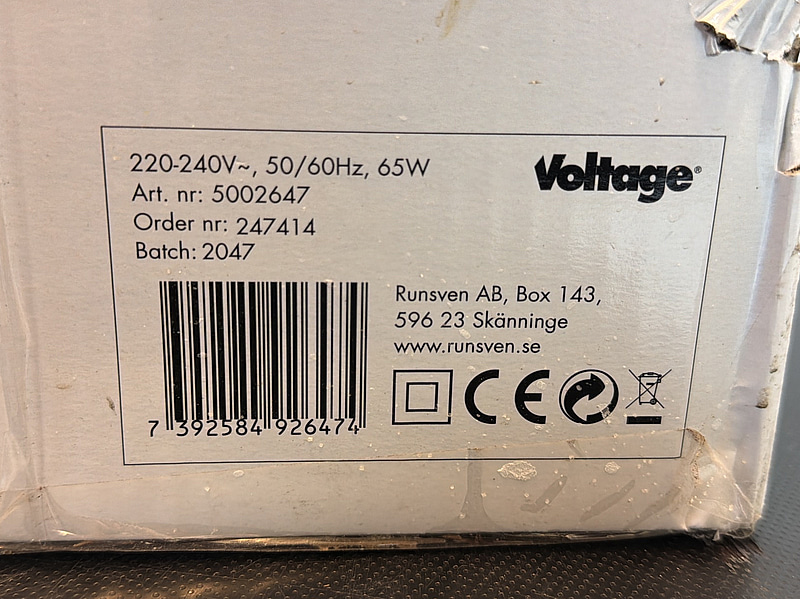 220-240V~, 50/60Hz, 65W
Art. nr: 5002647
Order nr: 247414
Batch: 2047
Voltage®
Runsven AB, Box 143,
596 23 Skänninge
www.runsven.se
CE
7 392584 926474